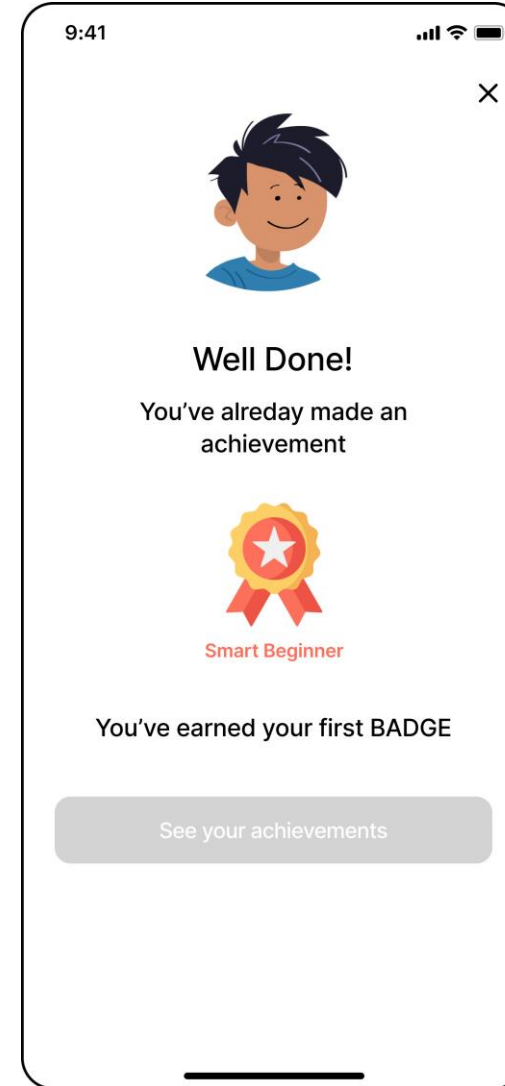 9:41
Well Done!
You’ve alreday made an
achievement
Smart Beginner
You’ve earned your first BADGE
See your achievements